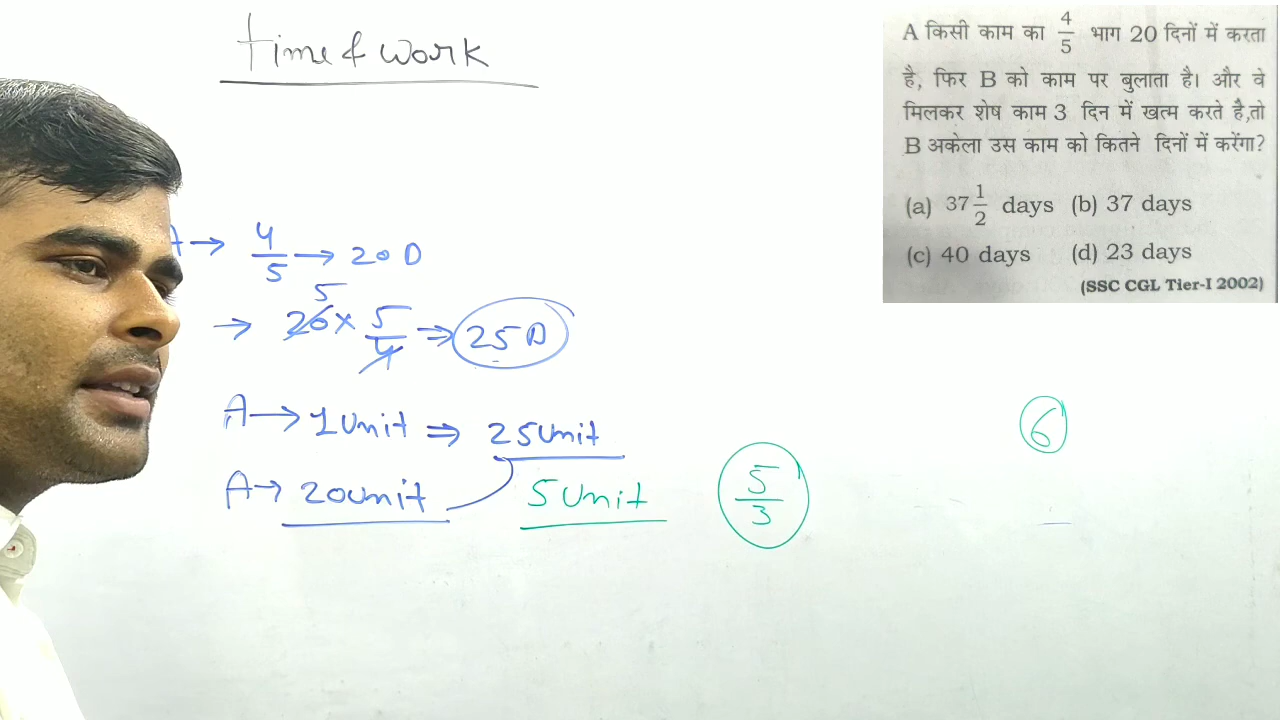 time & work
A किसी काम का 4/5 भाग 20 दिनों में करता
है, फिर B को काम पर बुलाता है। और वे
मिलकर शेष काम 3 दिन में खत्म करते है,तो
B अकेला उस काम को कितने दिनों में करेंगा?
(a) 37 1/2 days (b) 37 days
(c) 40 days (d) 23 days
(SSC CGL Tier-I 2002)
A → 4/5 → 20 D
5
→ 20 × 5/4 ⇒ 25 D
A → 1 Unit ⇒ 25 Unit
A → 20 Unit 5 Unit 5/3
6